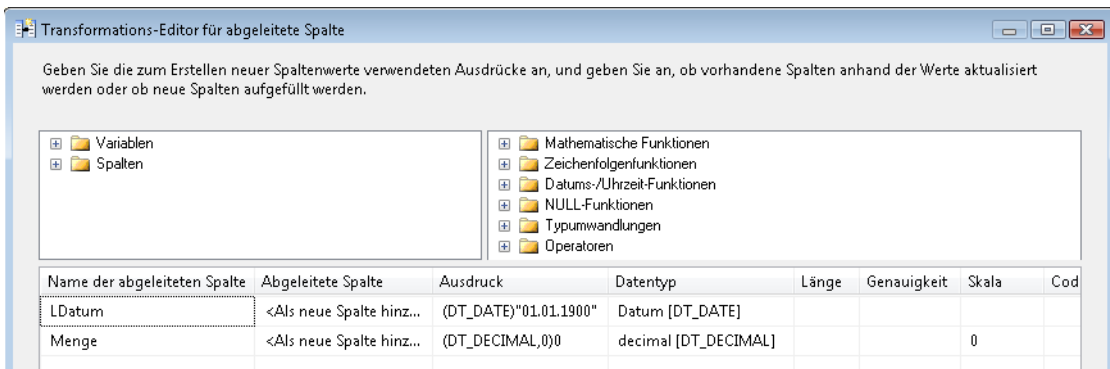 Transformations-Editor für abgeleitete Spalte
Geben Sie die zum Erstellen neuer Spaltenwerte verwendeten Ausdrücke an, und geben Sie an, ob vorhandene Spalten anhand der Werte aktualisiert
werden oder ob neue Spalten aufgefüllt werden.
Variablen
Spalten
Mathematische Funktionen
Zeichenfolgenfunktionen
Datums-/Uhrzeit-Funktionen
NULL-Funktionen
Typumwandlungen
Operatoren
Name der abgeleiteten Spalte Abgeleitete Spalte Ausdruck Datentyp Länge Genauigkeit Skala Cod
LDatum <Als neue Spalte hinz... (DT_DATE)"01.01.1900" Datum [DT_DATE]
Menge <Als neue Spalte hinz... (DT_DECIMAL,0)0 decimal [DT_DECIMAL] 0